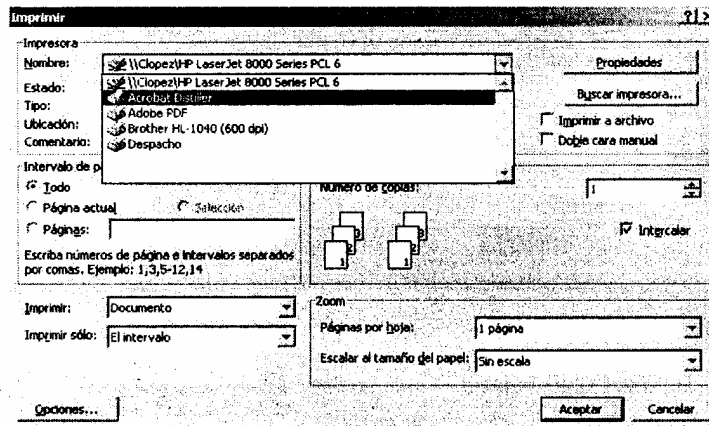 Imprimir
Impresora
Nombre: \\Clopez\HP LaserJet 8000 Series PCL 6 Propiedades
\\Clopez\HP LaserJet 8000 Series PCL 6
Estado: Acrobat Distiller Buscar impresora...
Tipo: Adobe PDF Imprimir a archivo
Ubicación: Brother HL-1040 (600 dpi) Doble cara manual
Comentario: Despacho
Intervalo de p
Todo Número de copias: 1
Página actual Selección
Páginas: Intercalar
Escriba números de página e intervalos separados
por comas. Ejemplo: 1,3,5-12,14
Imprimir: Documento Zoom
Imprimir sólo: El intervalo Páginas por hoja: 1 página
Escalar al tamaño del papel: Sin escala
Opciones... Aceptar Cancelar